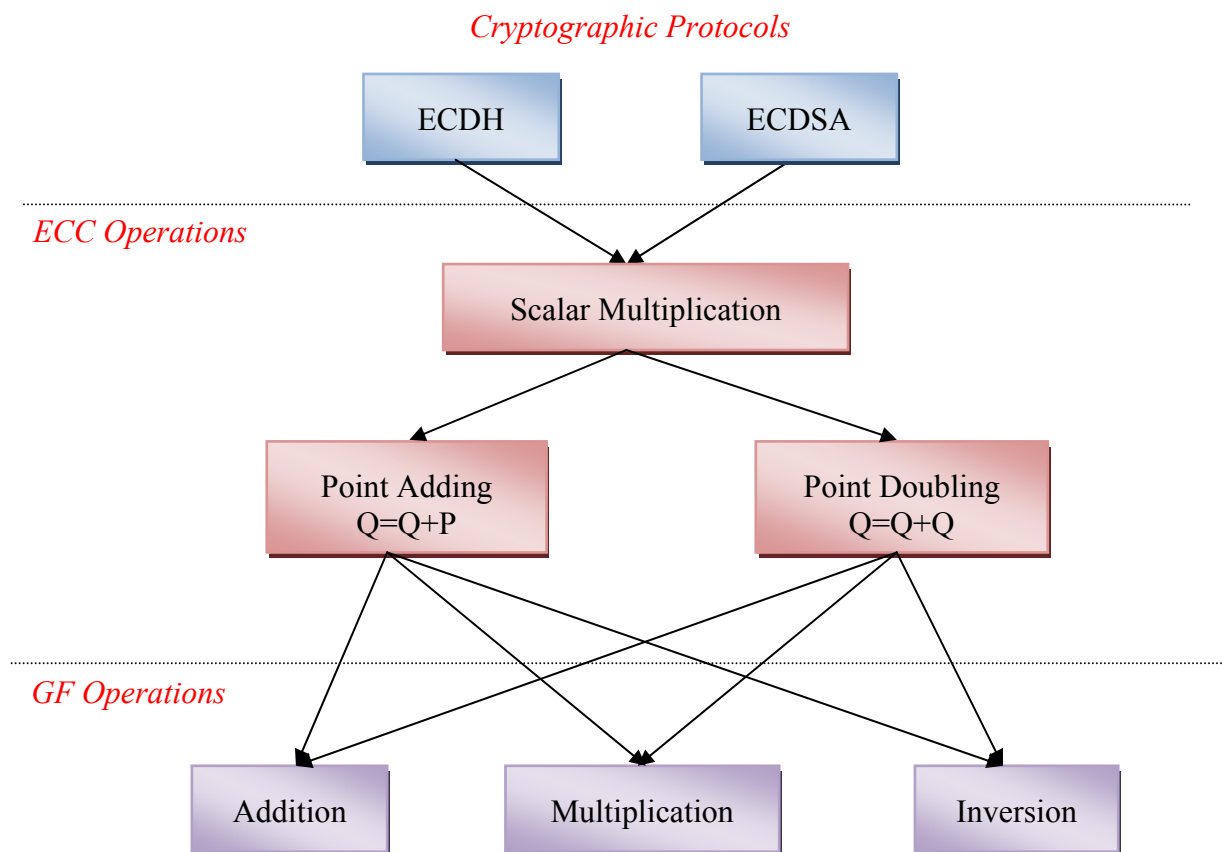 Cryptographic Protocols
ECDH
ECDSA
ECC Operations
Scalar Multiplication
Point Adding
Q=Q+P
Point Doubling
Q=Q+Q
GF Operations
Addition
Multiplication
Inversion